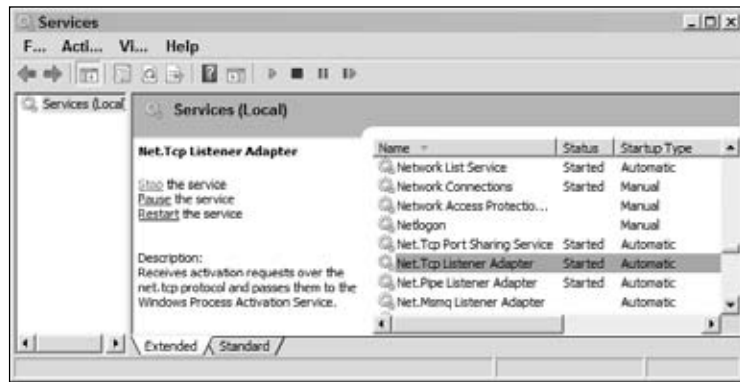 Services
F... Acti... Vi... Help
Services (Local
Services (Local)
Net.Tcp Listener Adapter
Stop the service
Pause the service
Restart the service
Description:
Receives activation requests over the
net.tcp protocol and passes them to the
Windows Process Activation Service.
Name Status Startup Type
Network List Service Started Automatic
Network Connections Started Manual
Network Access Protectio... Manual
Netlogon Manual
Net.Tcp Port Sharing Service Started Automatic
Net.Tcp Listener Adapter Started Automatic
Net.Pipe Listener Adapter Started Automatic
Net.Msmq Listener Adapter Automatic
Extended Standard